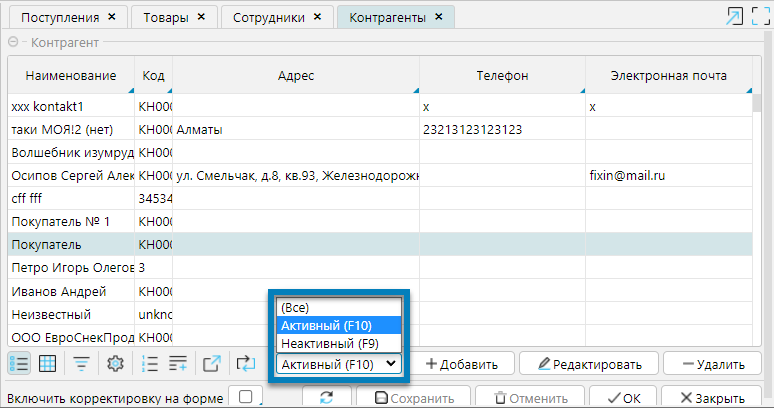 Поступления × Товары × Сотрудники × Контрагенты ×
Контрагент
Наименование Код Адрес Телефон Электронная почта
xxx kontakt1 КН000 x x
таки МОЯ!2 (нет) КН000 Алматы 23213123123123
Волшебник изумруд КН000
Осипов Сергей Алек КН000 ул. Смельчак, д.8, кв.93, Железнодорожн fixin@mail.ru
cff fff 34534
Покупатель № 1 КН000
Покупатель КН000
Петро Игорь Олегов 3
Иванов Андрей КН000
Неизвестный unkno
ООО ЕвроСнекПрод КН000
(Все)
Активный (F10)
Неактивный (F9)
Активный (F10) + Добавить Редактировать — Удалить
Включить корректировку на форме Сохранить Отменить ОК Закрыть